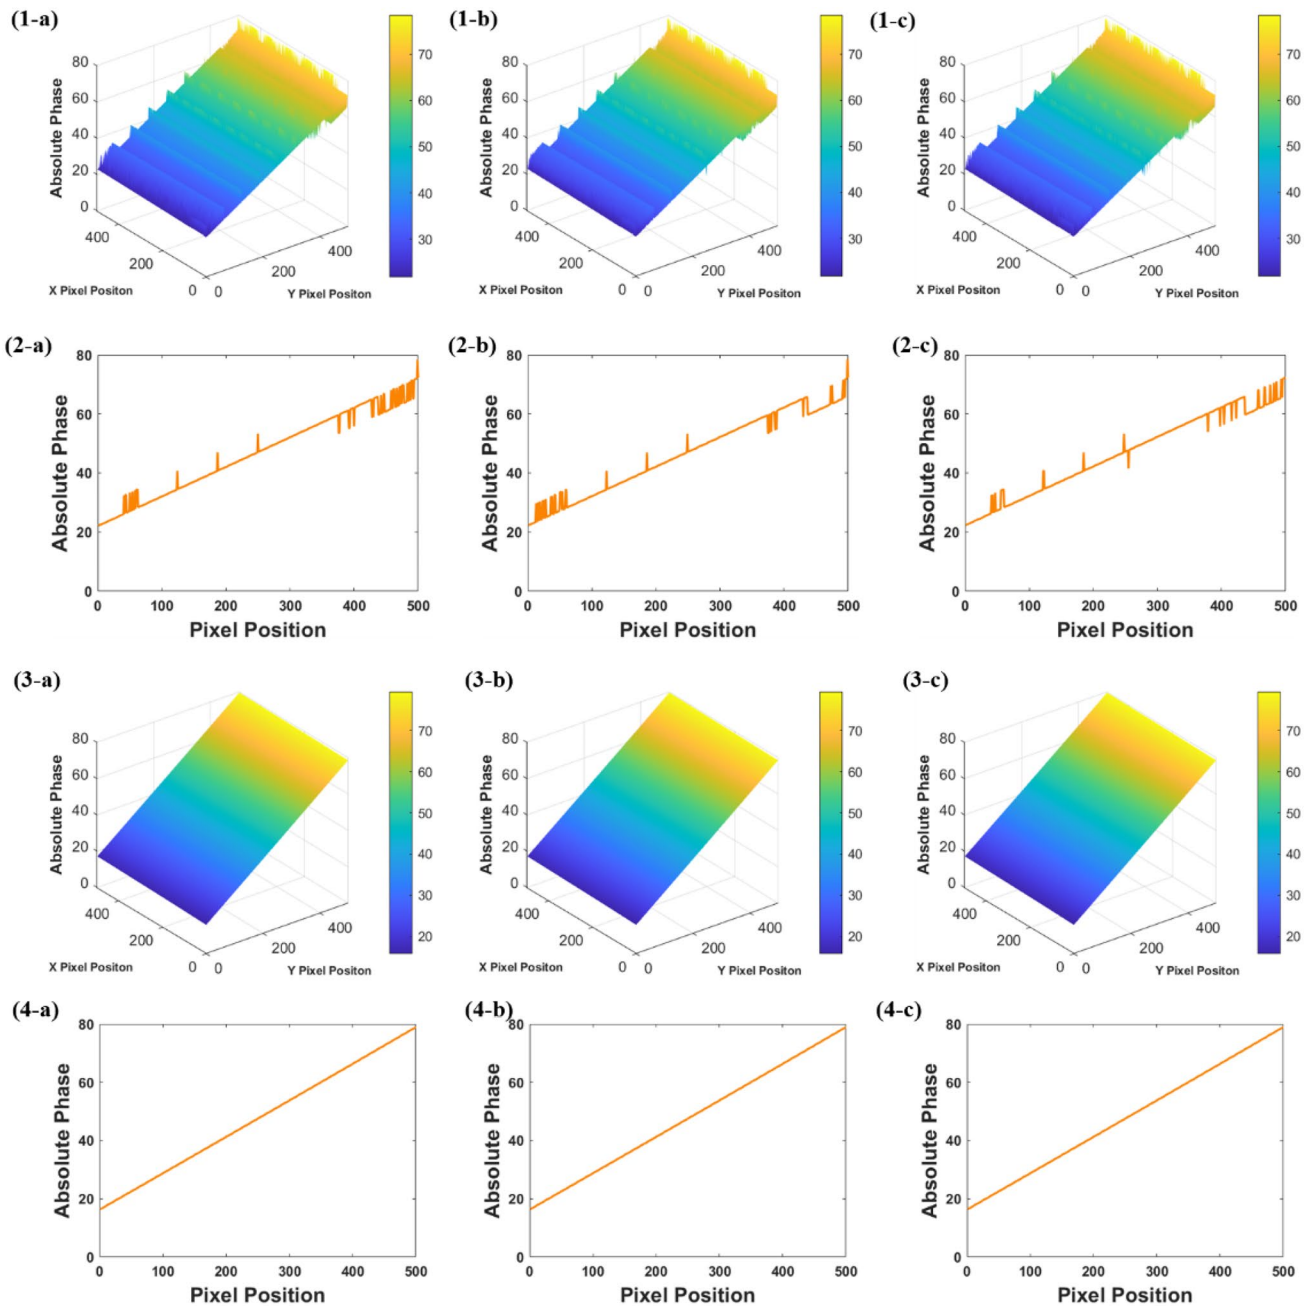 (1-a) (1-b) (1-c)
80 60 40 20 0 Absolute Phase 400 200 0 X Pixel Positon 0 200 400 Y Pixel Positon 70 60 50 40 30
80 60 40 20 0 Absolute Phase 400 200 0 X Pixel Positon 0 200 400 Y Pixel Positon 70 60 50 40 30
80 60 40 20 0 Absolute Phase 400 200 0 X Pixel Positon 0 200 400 Y Pixel Positon 70 60 50 40 30
(2-a) (2-b) (2-c)
80 60 40 20 0 Absolute Phase
0 100 200 300 400 500
Pixel Position
80 60 40 20 0 Absolute Phase
0 100 200 300 400 500
Pixel Position
80 60 40 20 0 Absolute Phase
0 100 200 300 400 500
Pixel Position
(3-a) (3-b) (3-c)
80 60 40 20 0 Absolute Phase 400 200 0 X Pixel Positon 0 200 400 Y Pixel Positon 70 60 50 40 30 20
80 60 40 20 0 Absolute Phase 400 200 0 X Pixel Positon 0 200 400 Y Pixel Positon 70 60 50 40 30 20
80 60 40 20 0 Absolute Phase 400 200 0 X Pixel Positon 0 200 400 Y Pixel Positon 70 60 50 40 30 20
(4-a) (4-b) (4-c)
80 60 40 20 0 Absolute Phase
0 100 200 300 400 500
Pixel Position
80 60 40 20 0 Absolute Phase
0 100 200 300 400 500
Pixel Position
80 60 40 20 0 Absolute Phase
0 100 200 300 400 500
Pixel Position